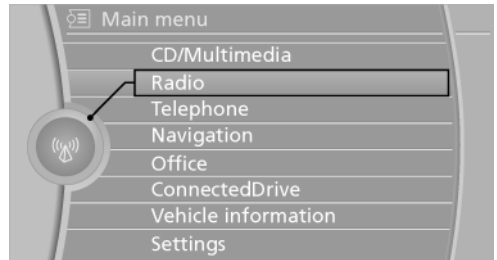 Main menu
CD/Multimedia
Radio
Telephone
Navigation
Office
ConnectedDrive
Vehicle information
Settings